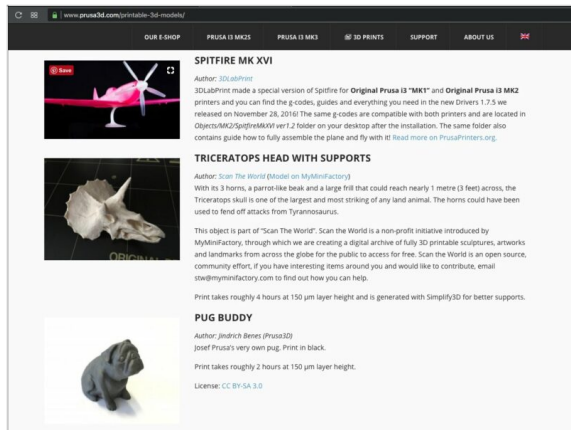 www.prusa3d.com/printable-3d-models/
OUR E-SHOP PRUSA I3 MK2S PRUSA I3 MK3 3D PRINTS SUPPORT ABOUT US
SPITFIRE MK XVI
Save
Author: 3DLabPrint
3DLabPrint made a special version of Spitfire for Original Prusa i3 "MK1" and Original Prusa i3 MK2
printers and you can find the g-codes, guides and everything you need in the new Drivers 1.7.5 we
released on November 28, 2016! The same g-codes are compatible with both printers and are located in
Objects/MK2/SpitfireMkXVI ver1.2 folder on your desktop after the installation. The same folder also
contains guide how to fully assemble the plane and fly with it! Read more on PrusaPrinters.org.
TRICERATOPS HEAD WITH SUPPORTS
Author: Scan The World (Model on MyMiniFactory)
With its 3 horns, a parrot-like beak and a large frill that could reach nearly 1 metre (3 feet) across, the
Triceratops skull is one of the largest and most striking of any land animal. The horns could have been
used to fend off attacks from Tyrannosaurus.
This object is part of "Scan The World". Scan the World is a non-profit initiative introduced by
MyMiniFactory, through which we are creating a digital archive of fully 3D printable sculptures, artworks
and landmarks from across the globe for the public to access for free. Scan the World is an open source,
community effort, if you have interesting items around you and would like to contribute, email
stw@myminifactory.com to find out how you can help.
ORIGINAL
Print takes roughly 4 hours at 150 µm layer height and is generated with Simplify3D for better supports.
PUG BUDDY
Author: Jindrich Benes (Prusa3D)
Josef Prusa's very own pug. Print in black.
Print takes roughly 2 hours at 150 µm layer height.
License: CC BY-SA 3.0